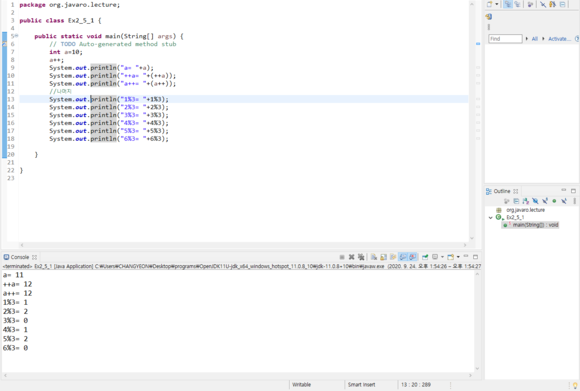 1 package org.javaro.lecture;
2
3 public class Ex2_5_1 {
4
5 public static void main(String[] args) {
6 // TODO Auto-generated method stub
7 int a=10;
8 a++;
9 System.out.println("a= "+a);
10 System.out.println("++a= "+(++a));
11 System.out.println("a++= "+(a++));
12 //나머지
13 System.out.println("1%3= "+1%3);
14 System.out.println("2%3= "+2%3);
15 System.out.println("3%3= "+3%3);
16 System.out.println("4%3= "+4%3);
17 System.out.println("5%3= "+5%3);
18 System.out.println("6%3= "+6%3);
19
20 }
21
22 }
23
Find All Activate...
Outline
org.javaro.lecture
Ex2_5_1
main(String[]) : void
Console
<terminated> Ex2_5_1 [Java Application] C:\Users\CHANGYEON\Desktop\programs\OpenJDK11U-jdk_x64_windows_hotspot_11.0.8_10\jdk-11.0.8+10\bin\javaw.exe (2020. 9. 24. 오후 1:54:26 – 오후 1:54:27
a= 11
++a= 12
a++= 12
1%3= 1
2%3= 2
3%3= 0
4%3= 1
5%3= 2
6%3= 0
Writable Smart Insert 13 : 20 : 288